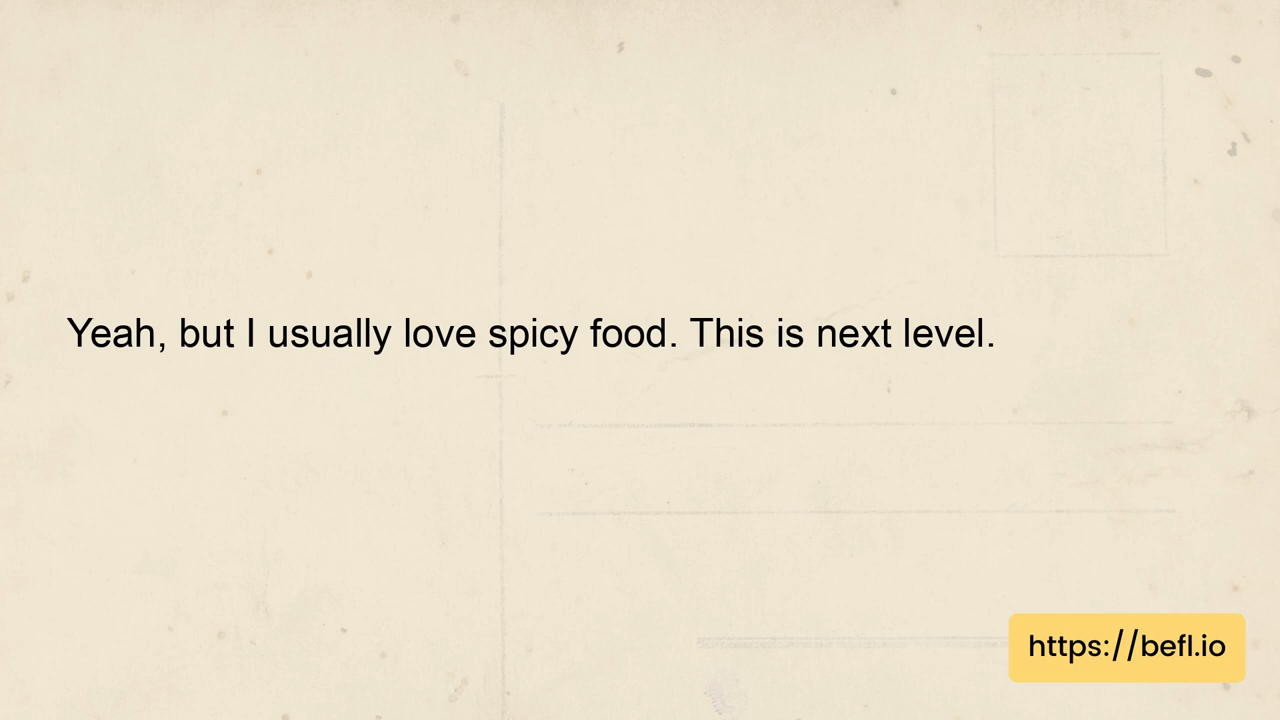 Yeah, but I usually love spicy food. This is next level.
https://befl.io